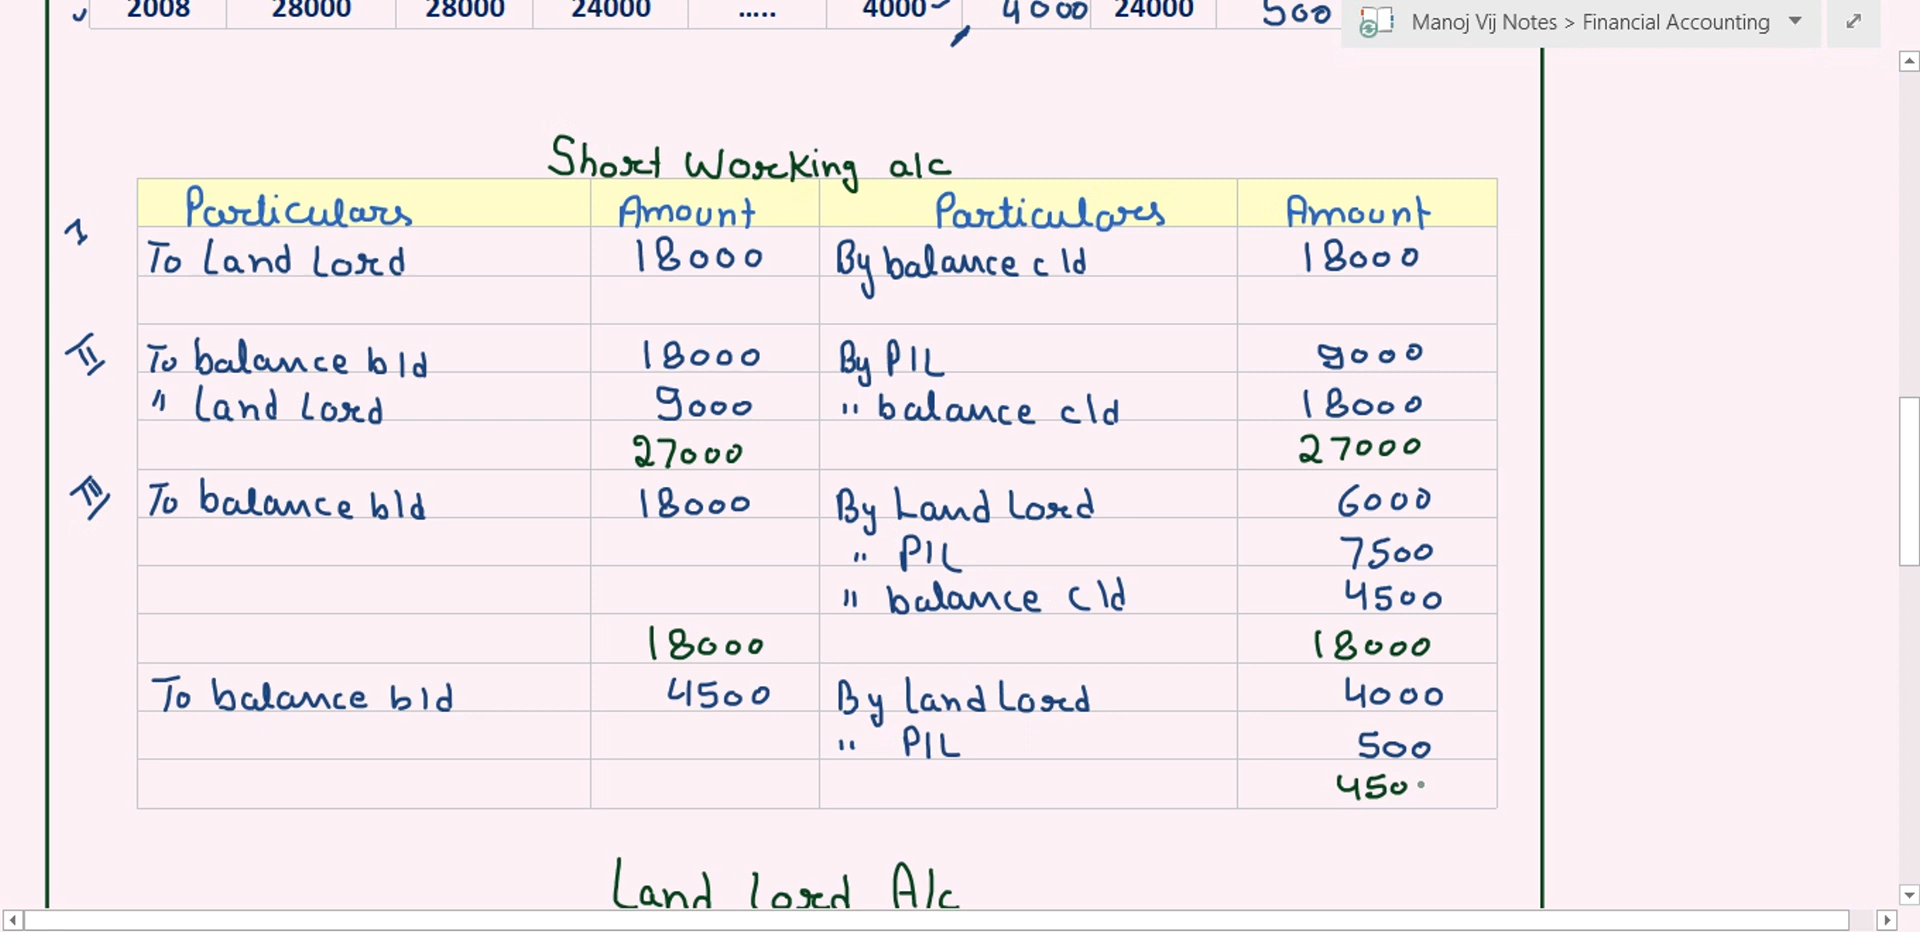 2008 28000 28000 24000 ..... 4000 4000 24000 500
Manoj Vij Notes > Financial Accounting
Short Working a/c
Particulars Amount Particulars Amount
I To Land Lord 18000 By balance c/d 18000
II To balance b/d 18000 By P/L 9000
" Land Lord 9000 " balance c/d 18000
27000 27000
III To balance b/d 18000 By Land Lord 6000
" P/L 7500
" balance c/d 4500
18000 18000
To balance b/d 4500 By Land Lord 4000
" P/L 500
450
Land Lord A/c